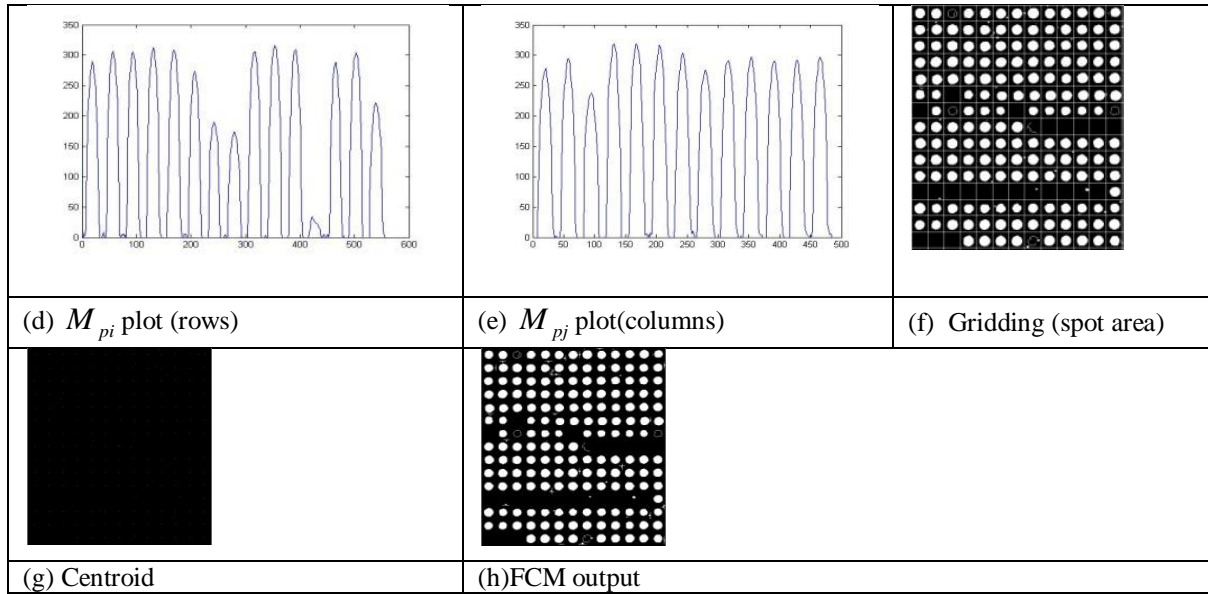 350
300
250
200
150
100
50
0
0 100 200 300 400 500 600
350
300
250
200
150
100
50
0
0 50 100 150 200 250 300 350 400 450 500
(d) M pi plot (rows)
(e) M pj plot(columns)
(f) Gridding (spot area)
(g) Centroid
(h)FCM output